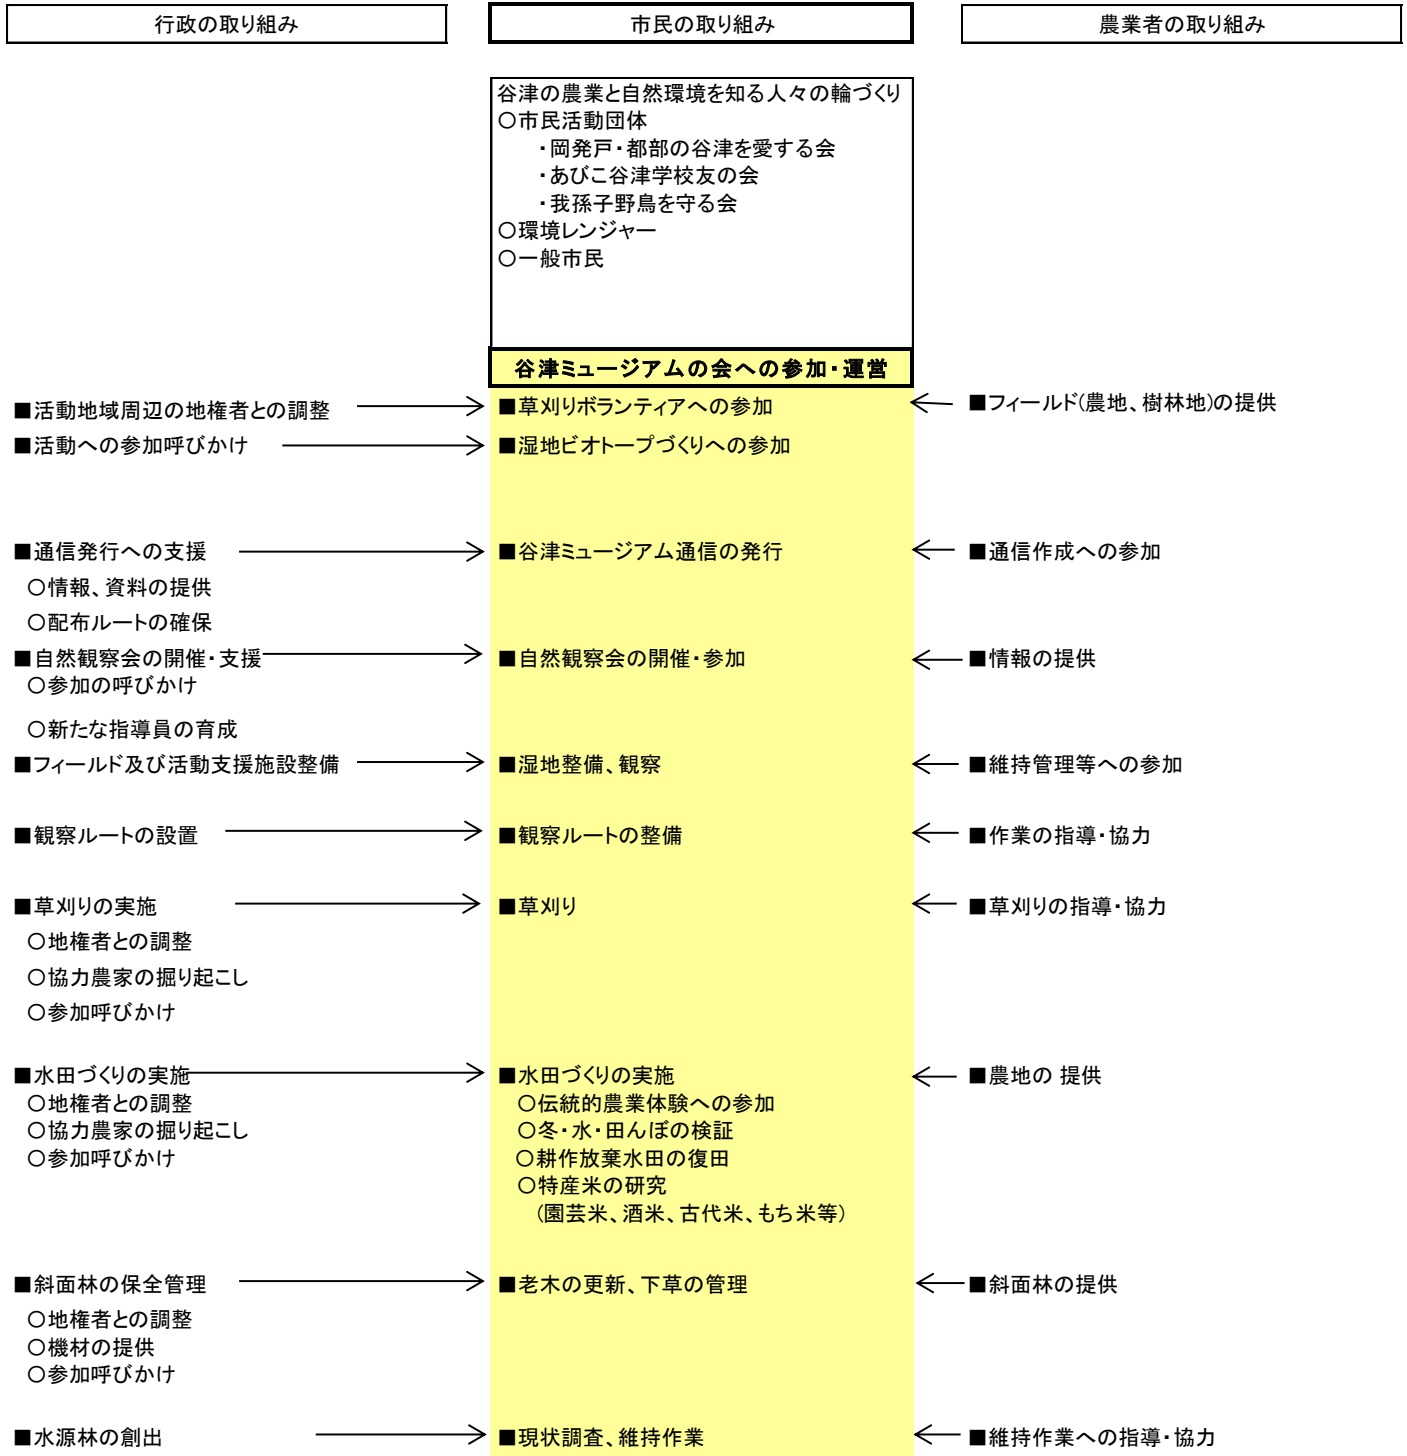 行政の取り組み
市民の取り組み
農業者の取り組み
谷津の農業と自然環境を知る人々の輪づくり
○市民活動団体
・岡発戸・都部の谷津を愛する会
・あびこ谷津学校友の会
・我孫子野鳥を守る会
○環境レンジャー
○一般市民
谷津ミュージアムの会への参加・運営
■活動地域周辺の地権者との調整
■草刈りボランティアへの参加
■フィールド(農地、樹林地)の提供
■活動への参加呼びかけ
■湿地ビオトープづくりへの参加
■通信発行への支援
■谷津ミュージアム通信の発行
■通信作成への参加
○情報、資料の提供
○配布ルートの確保
■自然観察会の開催・支援
■自然観察会の開催・参加
■情報の提供
○参加の呼びかけ
○新たな指導員の育成
■フィールド及び活動支援施設整備
■湿地整備、観察
■維持管理等への参加
■観察ルートの設置
■観察ルートの整備
■作業の指導・協力
■草刈りの実施
■草刈り
■草刈りの指導・協力
○地権者との調整
○協力農家の掘り起こし
○参加呼びかけ
■水田づくりの実施
■水田づくりの実施
■農地の 提供
○地権者との調整
○伝統的農業体験への参加
○協力農家の掘り起こし
○冬・水・田んぼの検証
○参加呼びかけ
○耕作放棄水田の復田
○特産米の研究
(園芸米、酒米、古代米、もち米等)
■斜面林の保全管理
■老木の更新、下草の管理
■斜面林の提供
○地権者との調整
○機材の提供
○参加呼びかけ
■水源林の創出
■現状調査、維持作業
■維持作業への指導・協力